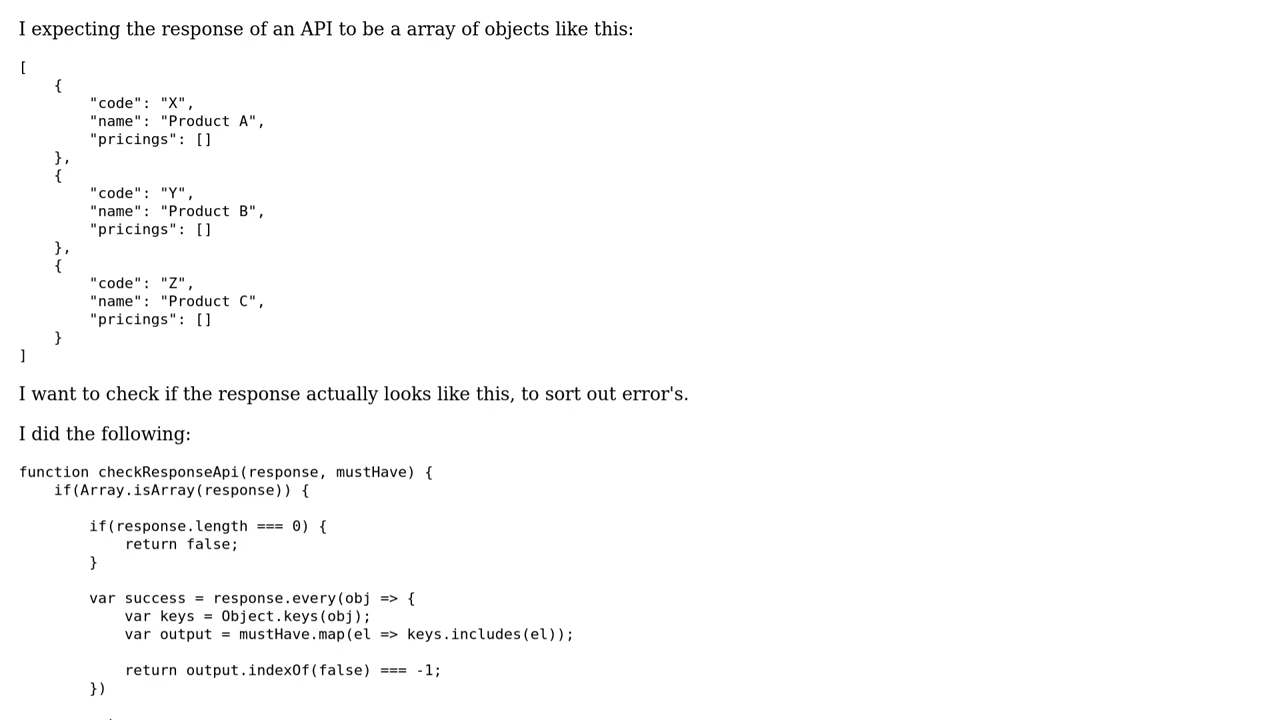 I expecting the response of an API to be a array of objects like this:
[
    {
        "code": "X",
        "name": "Product A",
        "pricings": []
    },
    {
        "code": "Y",
        "name": "Product B",
        "pricings": []
    },
    {
        "code": "Z",
        "name": "Product C",
        "pricings": []
    }
]
I want to check if the response actually looks like this, to sort out error's.
I did the following:
function checkResponseApi(response, mustHave) {
    if(Array.isArray(response)) {
        if(response.length === 0) {
            return false;
        }
        var success = response.every(obj => {
            var keys = Object.keys(obj);
            var output = mustHave.map(el => keys.includes(el));
            return output.indexOf(false) === -1;
        })